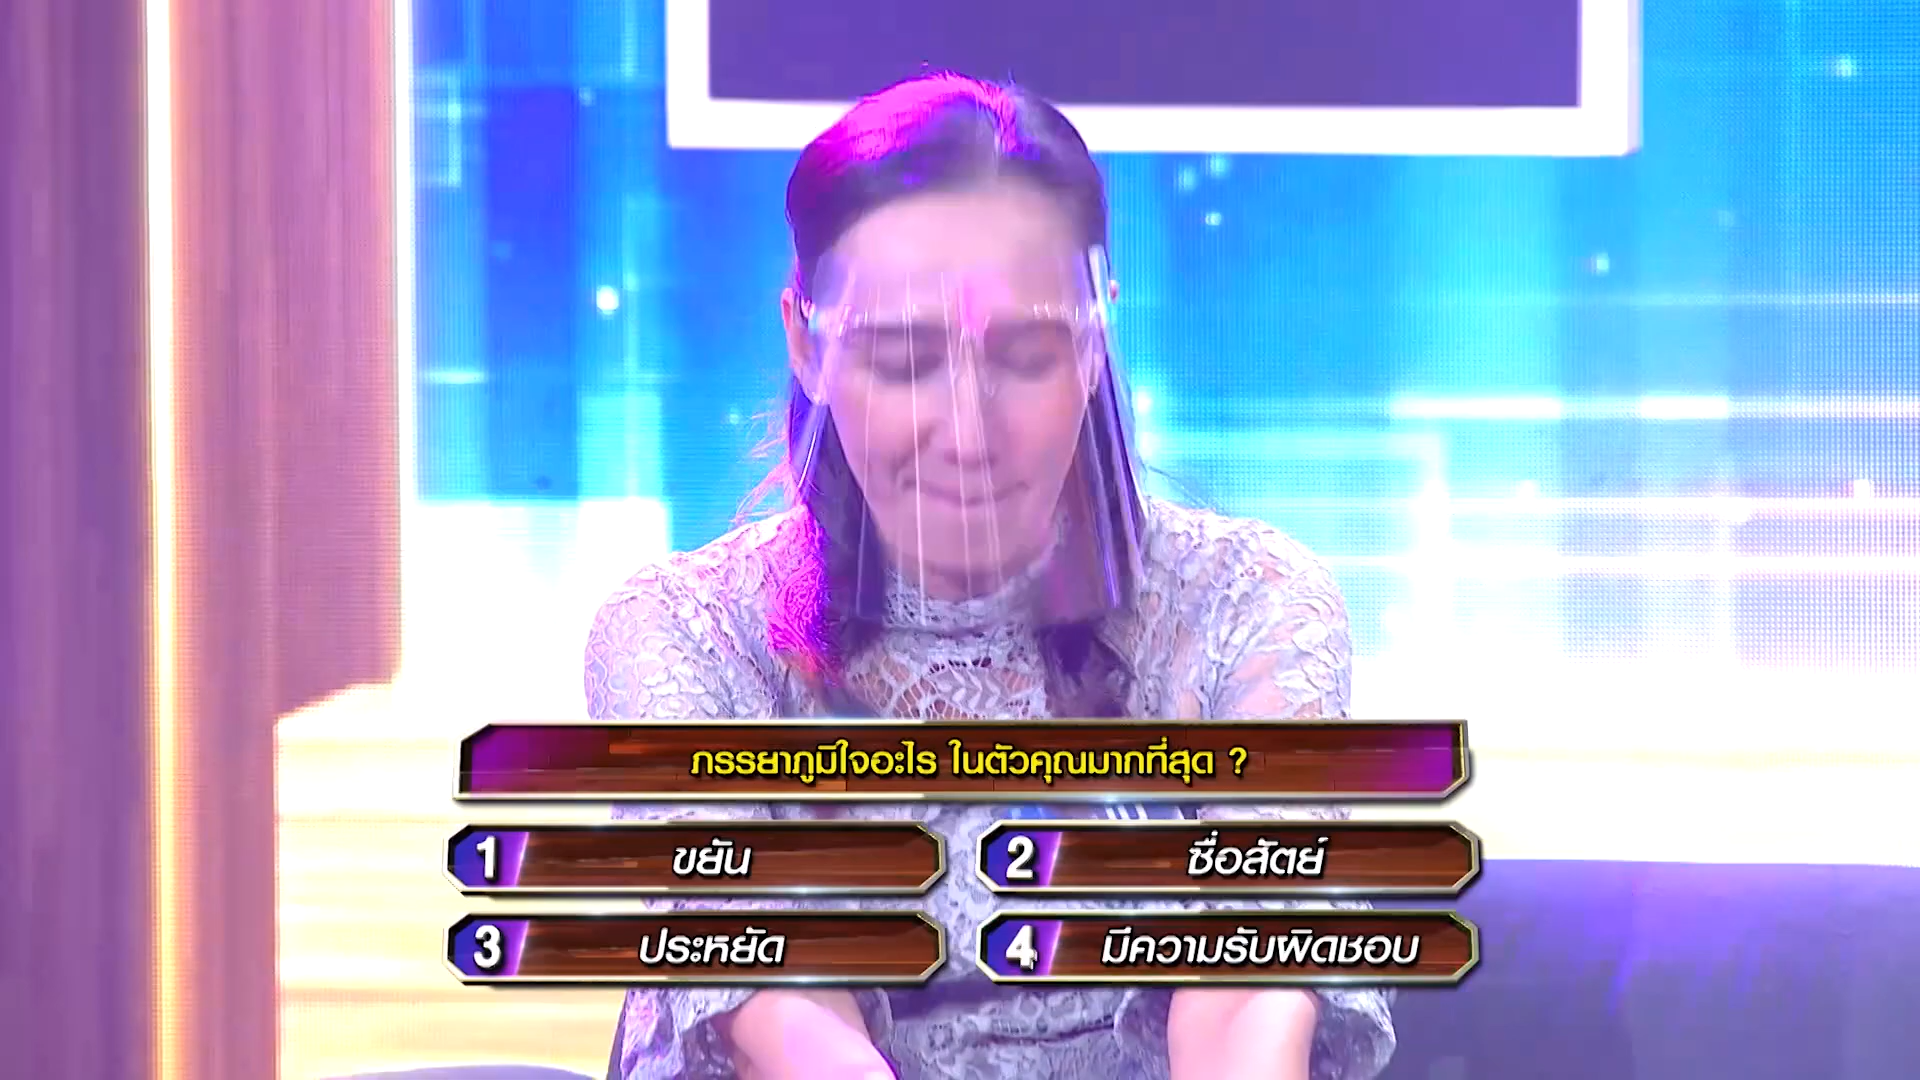 ภรรยาภูมิใจอะไร ในตัวคุณมากที่สุด ?
1 ขยัน
2 ซื่อสัตย์
3 ประหยัด
4 มีความรับผิดชอบ